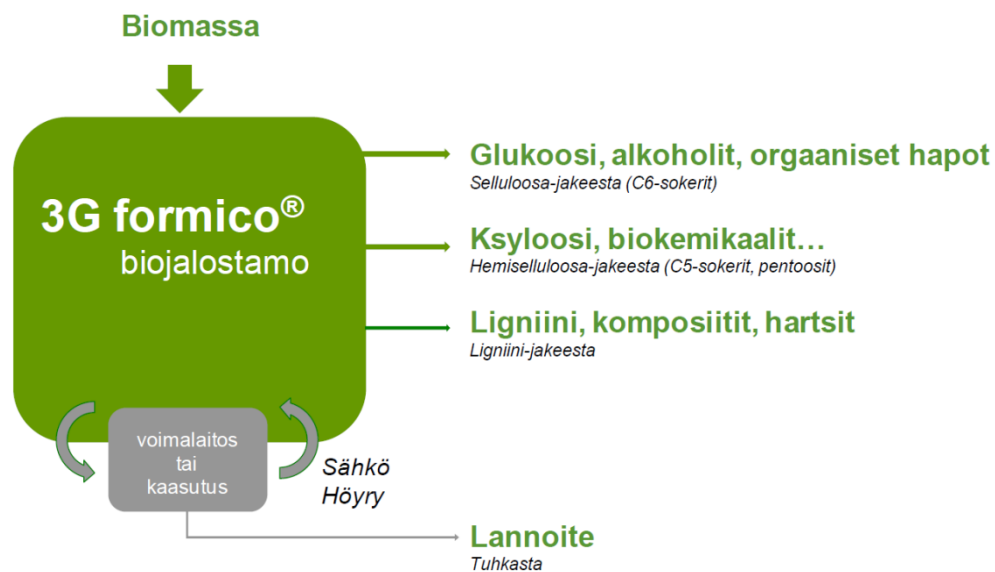 Biomassa
3G formico®
biojalostamo
Glukoosi, alkoholit, orgaaniset hapot
Selluloosa-jakeesta (C6-sokerit)
Ksyloosi, biokemikaalit...
Hemiselluloosa-jakeesta (C5-sokerit, pentoosit)
Ligniini, komposiitit, hartsit
Ligniini-jakeesta
voimalaitos
tai
kaasutus
Sähkö
Höyry
Lannoite
Tuhkasta